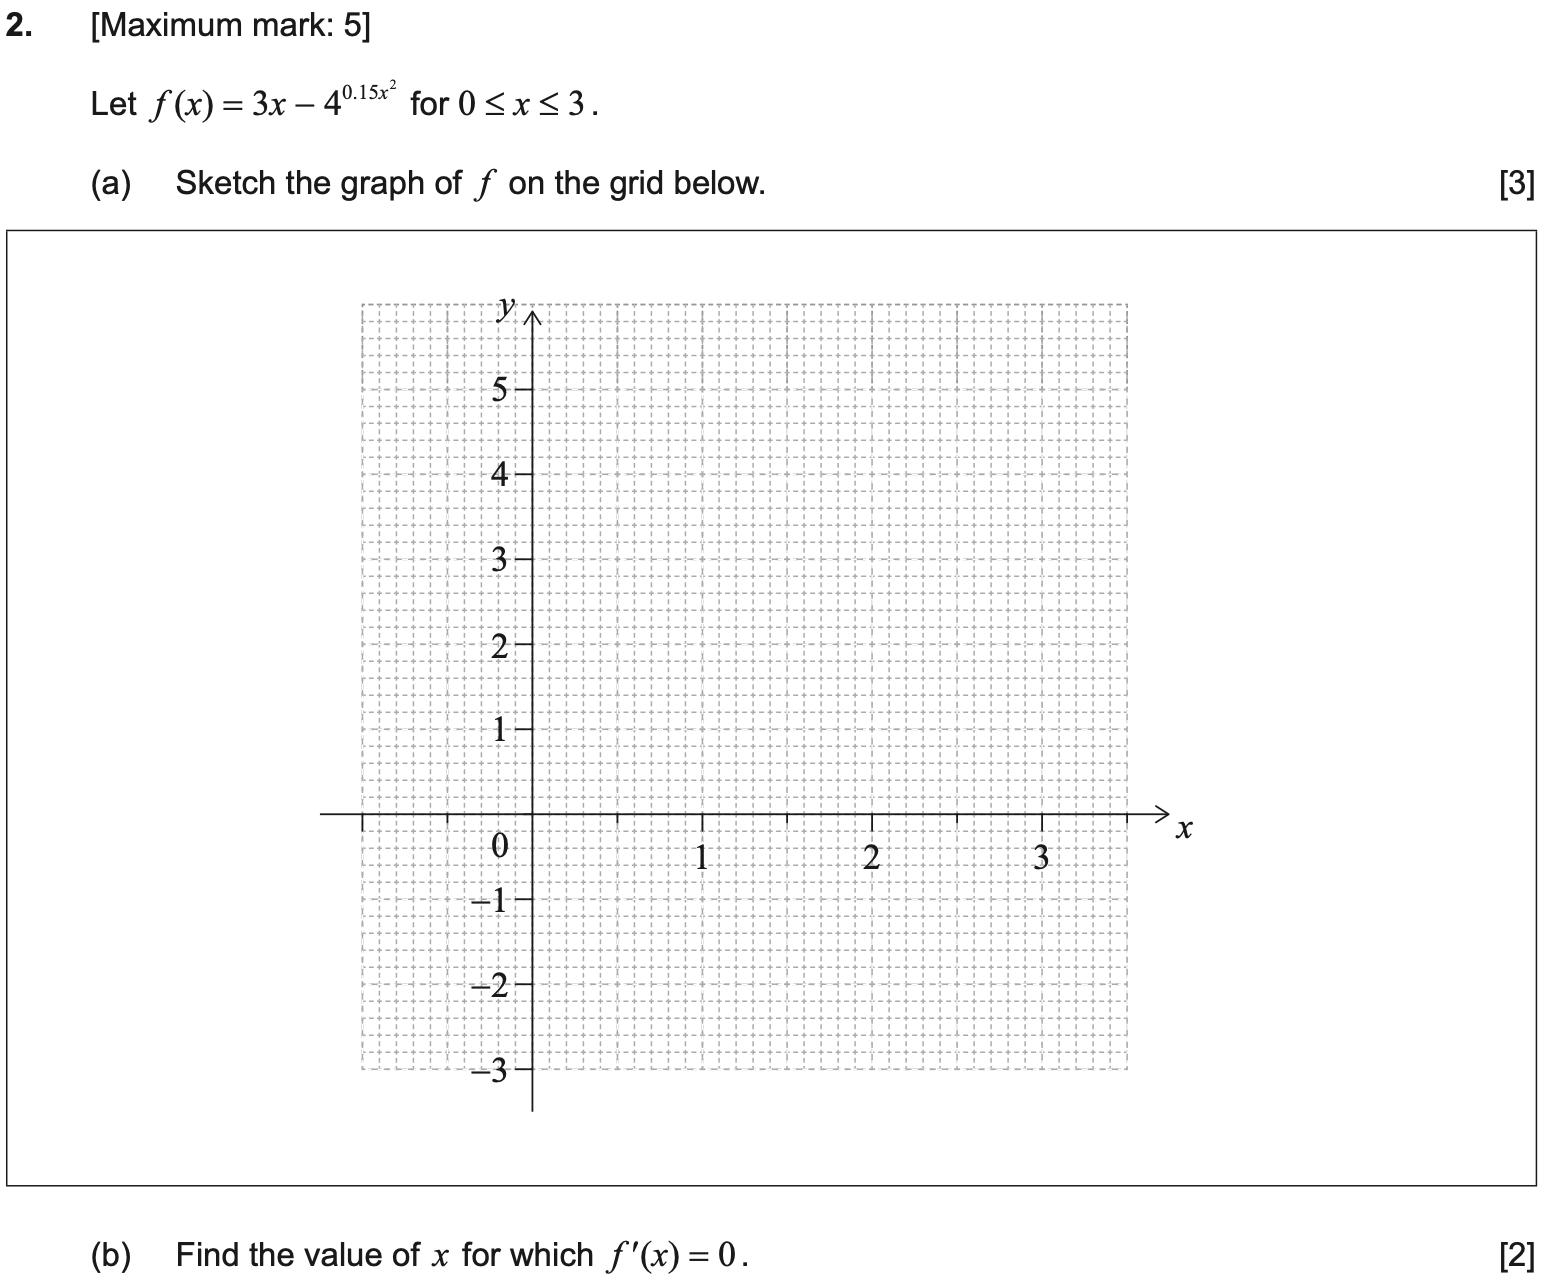 2. [Maximum mark: 5]
Let f(x) = 3x – 4^{0.15x^2} for 0 ≤ x ≤ 3.
(a) Sketch the graph of f on the grid below. [3]
y
5
4
3
2
1
0 1 2 3 x
–1
–2
–3
(b) Find the value of x for which f′(x) = 0. [2]